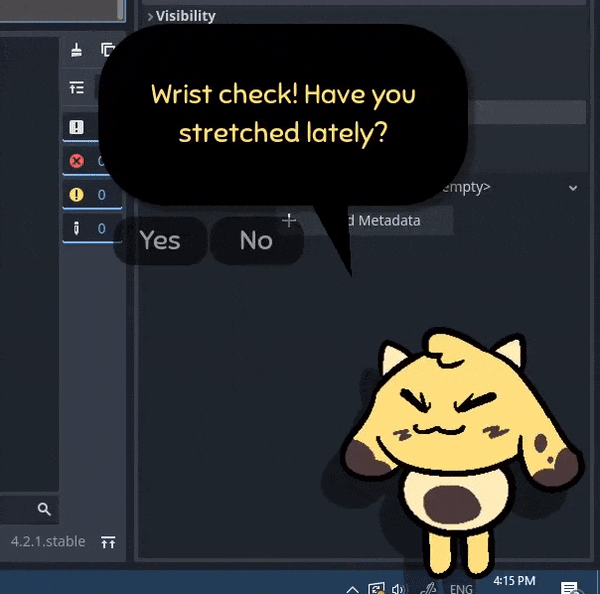 Visibility
Wrist check! Have you
stretched lately?
0
0
0
Metadata
Yes
No
4.2.1.stable
ENG
4:15 PM